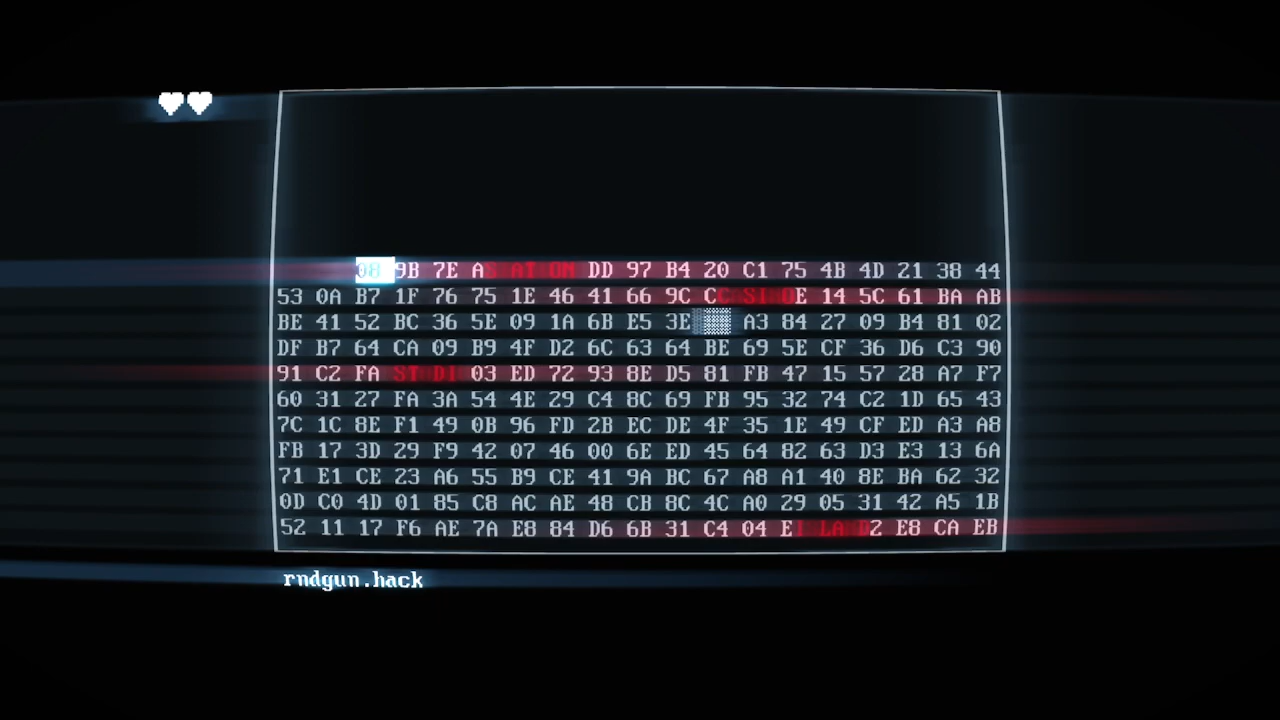 08 9B 7E DD 97 B4 20 C1 75 4B 4D 21 38 44
53 0A B7 1F 76 75 1E 46 41 66 9C 14 5C 61 BA AB
BE 41 52 BC 36 5E 09 1A 6B E5 3E A3 84 27 09 B4 81 02
DF B7 64 CA 09 B9 4F D2 6C 63 64 BE 69 5E CF 36 D6 C3 90
91 C2 FA 03 ED 72 93 8E D5 81 FB 47 15 57 28 A7 F7
60 31 27 FA 3A 54 4E 29 C4 8C 69 FB 95 32 74 C2 1D 65 43
7C 1C 8E F1 49 0B 96 FD 2B EC DE 4F 35 1E 49 CF ED A3 A8
FB 17 3D 29 F9 42 07 46 00 6E ED 45 64 82 63 D3 E3 13 6A
71 E1 CE 23 A6 55 B9 CE 41 9A BC 67 A8 A1 40 8E BA 62 32
0D C0 4D 01 85 C8 AC AE 48 CB 8C 4C A0 29 05 31 42 A5 1B
52 11 17 F6 AE 7A E8 84 D6 6B 31 C4 04 E8 CA EB
rndgun.hack